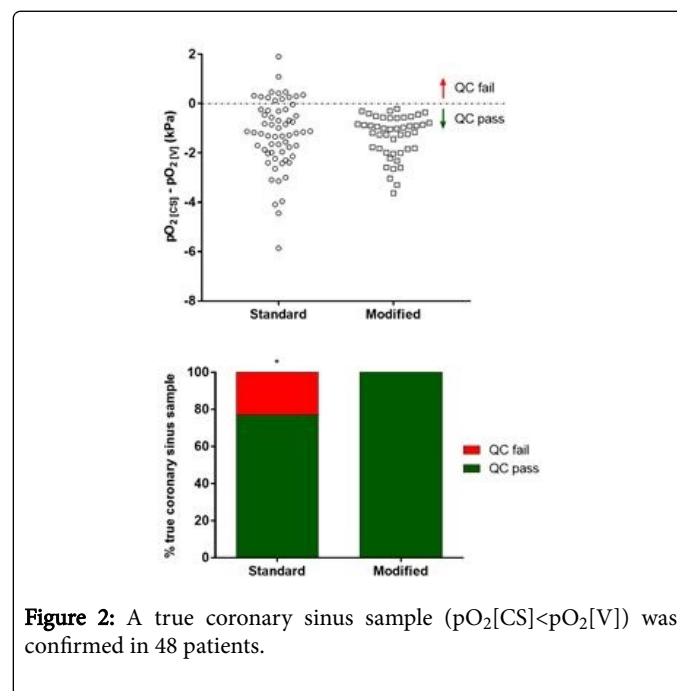 2
0
-2
-4
-6
-8
pO2 [CS] - pO2 [V] (kPa)
QC fail
QC pass
Standard Modified
*
100
80
60
40
20
0
% true coronary sinus sample
QC fail
QC pass
Standard Modified
Figure 2: A true coronary sinus sample (pO2[CS]<pO2[V]) was
confirmed in 48 patients.